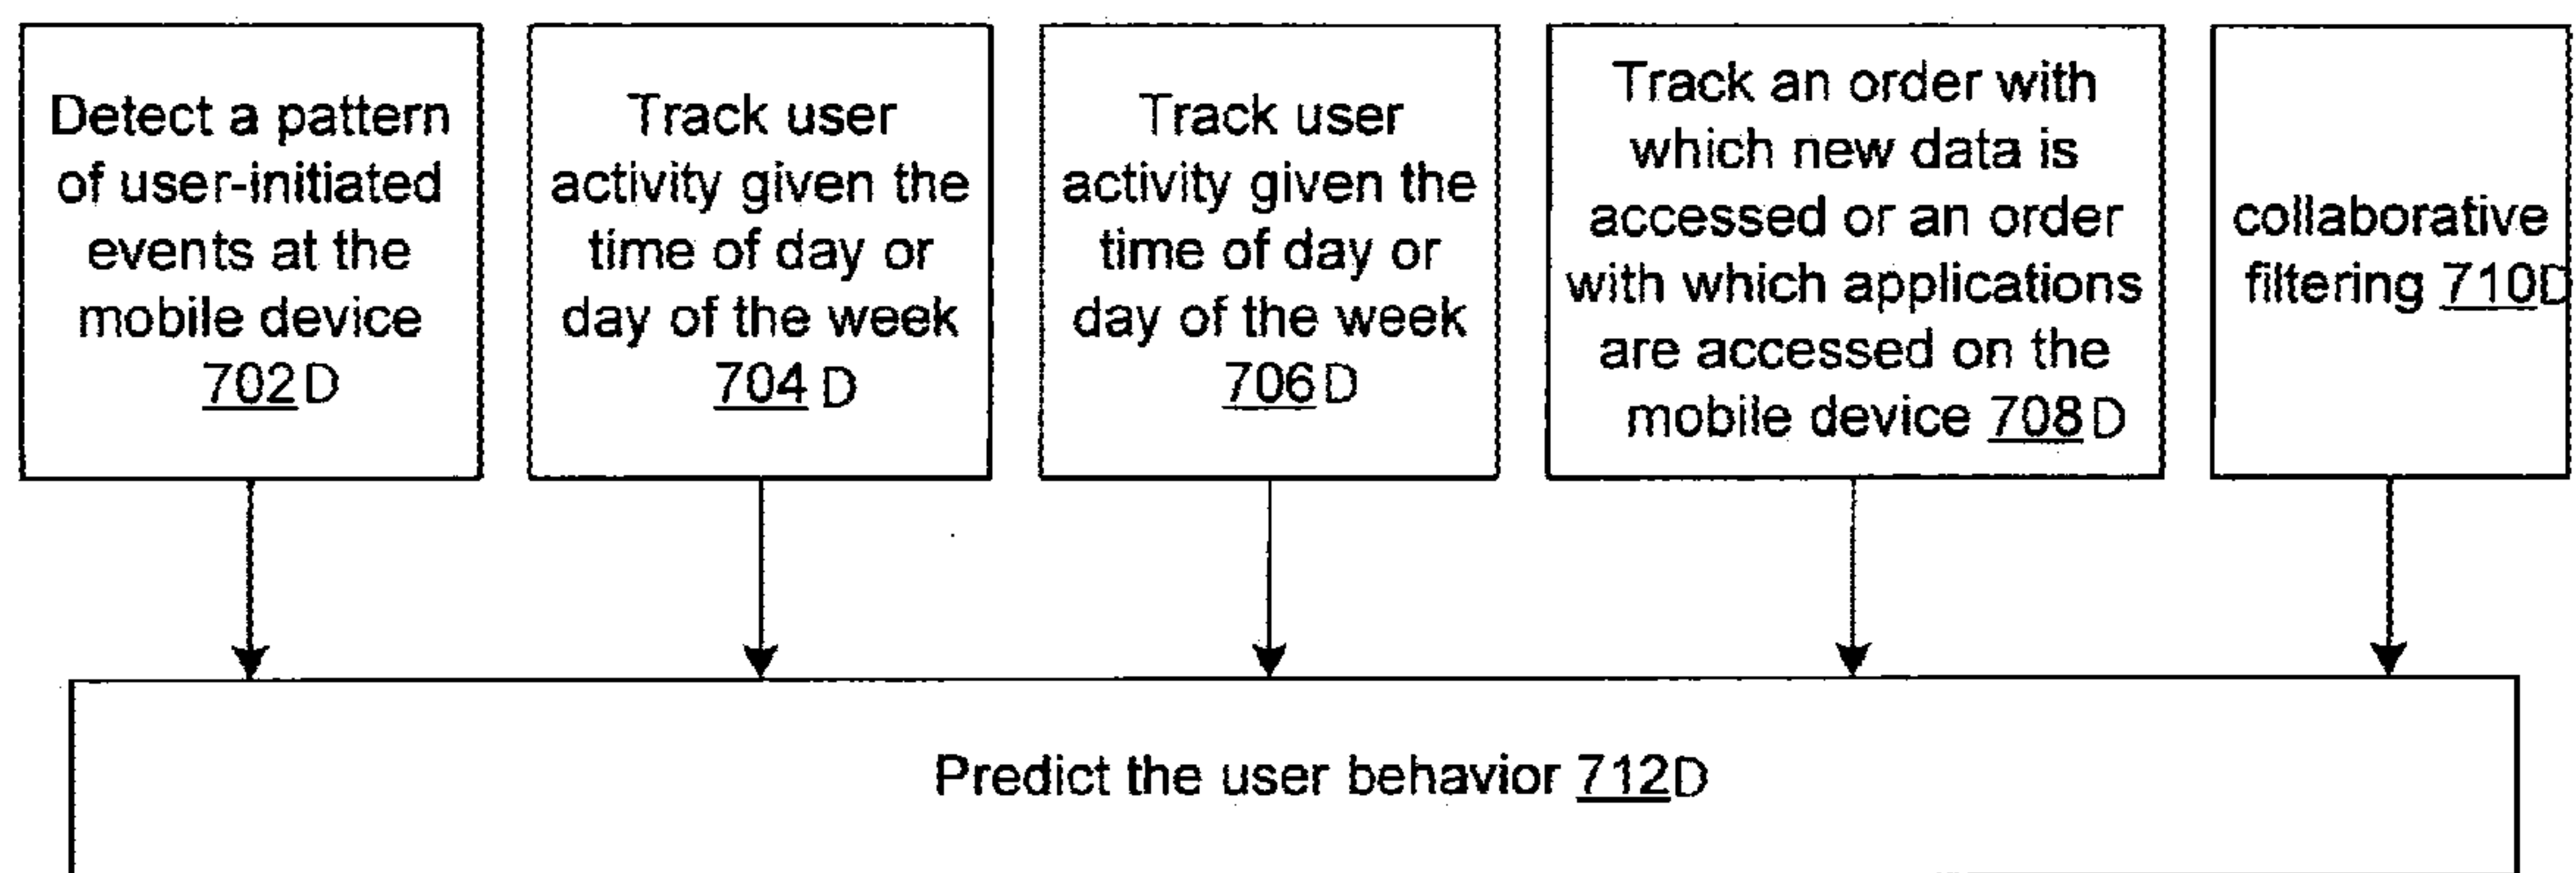 Detect a pattern
of user-initiated
events at the
mobile device
702D
Track user
activity given the
time of day or
day of the week
704 D
Track user
activity given the
time of day or
day of the week
706D
Track an order with
which new data is
accessed or an order
with which applications
are accessed on the
mobile device 708D
collaborative
filtering 710D
Predict the user behavior 712D